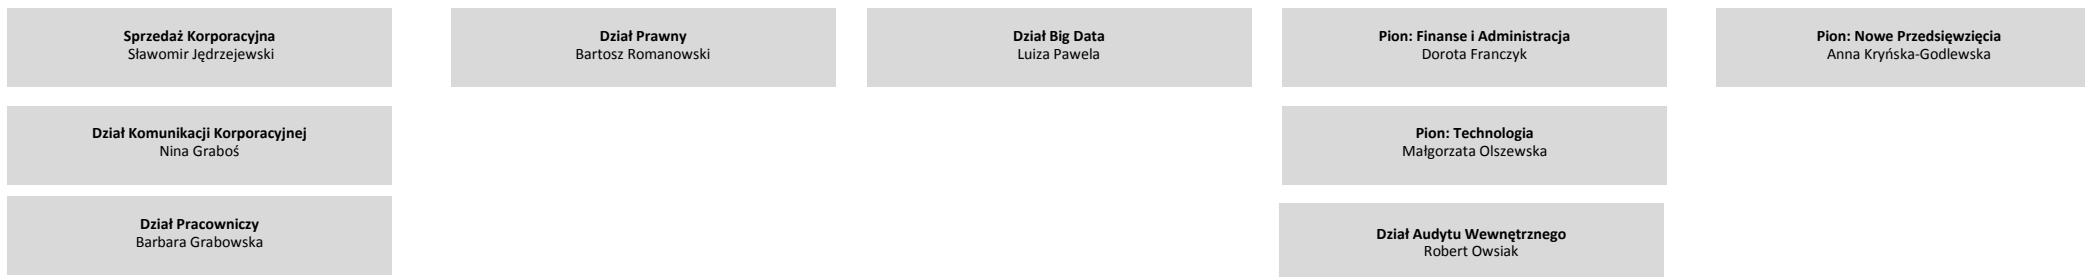 Sprzedaż Korporacyjna
Sławomir Jędrzejewski
Dział Prawny
Bartosz Romanowski
Dział Big Data
Luiza Pawela
Pion: Finanse i Administracja
Dorota Franczyk
Pion: Nowe Przedsięwzięcia
Anna Kryńska-Godlewska
Dział Komunikacji Korporacyjnej
Nina Graboś
Pion: Technologia
Małgorzata Olszewska
Dział Pracowniczy
Barbara Grabowska
Dział Audytu Wewnętrznego
Robert Owsiak